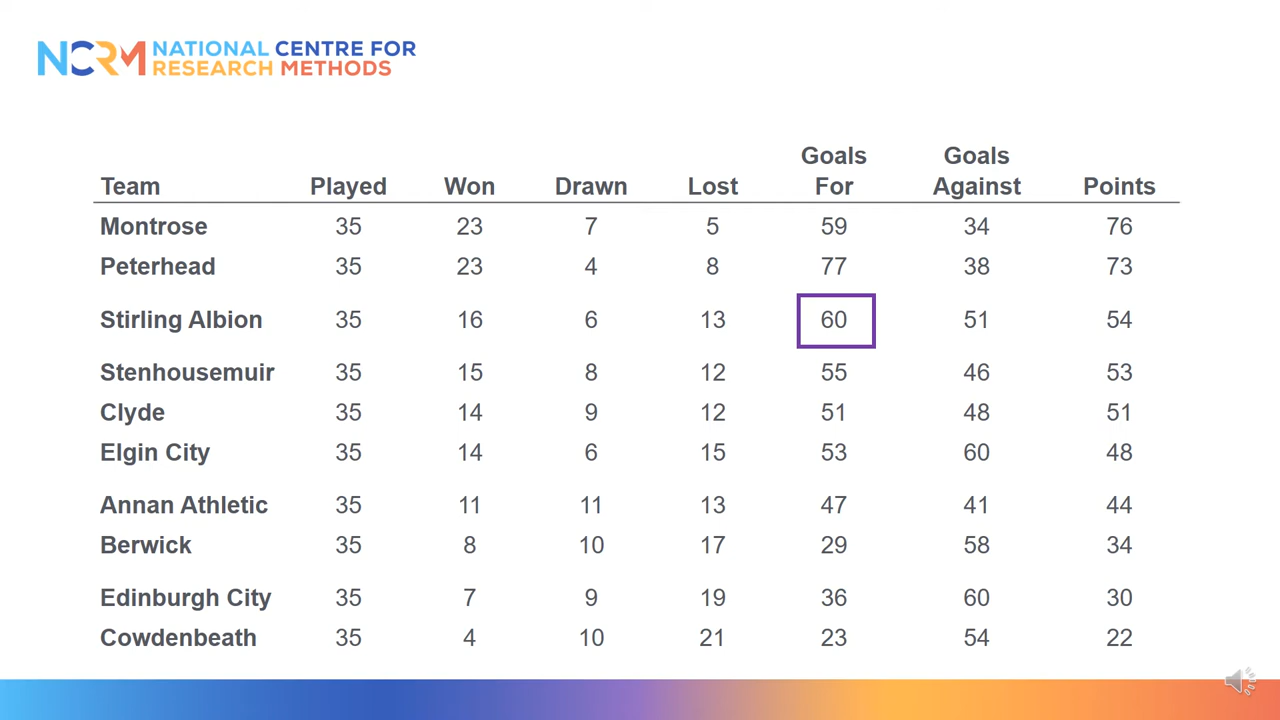 NCRM NATIONAL CENTRE FOR
RESEARCH METHODS
Team Played Won Drawn Lost Goals For Goals Against Points
Montrose 35 23 7 5 59 34 76
Peterhead 35 23 4 8 77 38 73
Stirling Albion 35 16 6 13 60 51 54
Stenhousemuir 35 15 8 12 55 46 53
Clyde 35 14 9 12 51 48 51
Elgin City 35 14 6 15 53 60 48
Annan Athletic 35 11 11 13 47 41 44
Berwick 35 8 10 17 29 58 34
Edinburgh City 35 7 9 19 36 60 30
Cowdenbeath 35 4 10 21 23 54 22